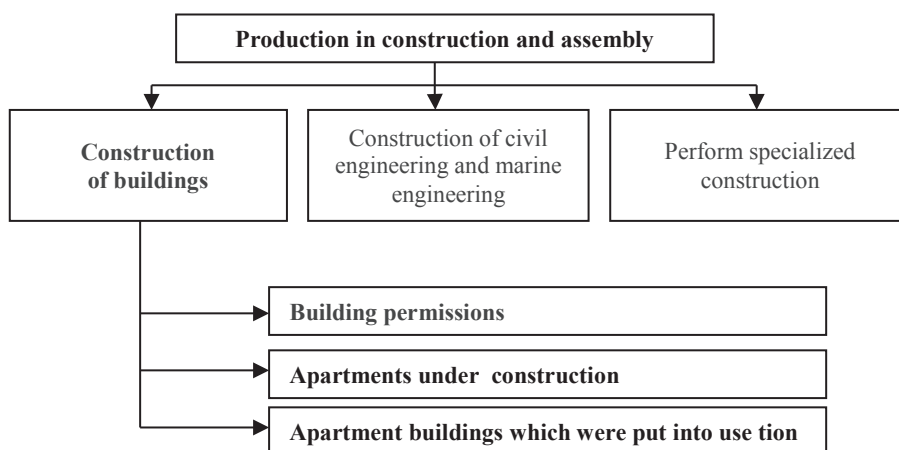 Production in construction and assembly
Construction
of buildings
Construction of civil
engineering and marine
engineering
Perform specialized
construction
Building permissions
Apartments under construction
Apartment buildings which were put into use tion